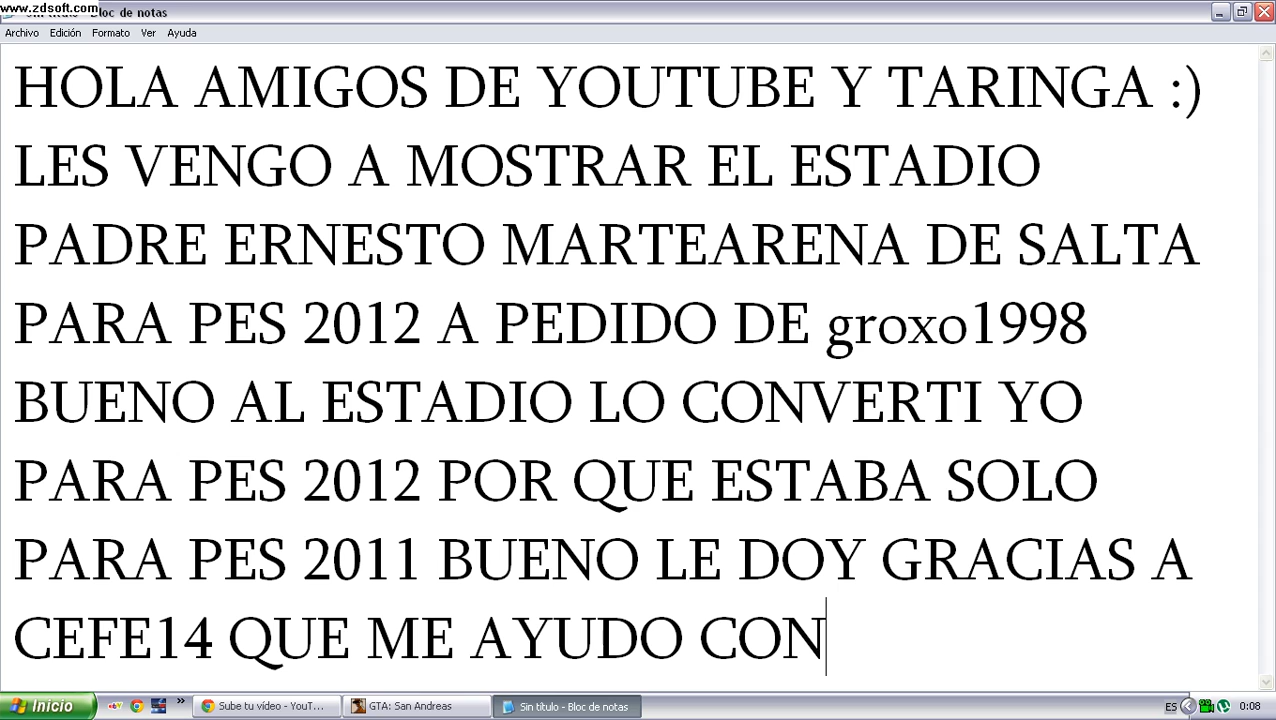 www.zdsoft.com
Bloc de notas
Archivo Edición Formato Ver Ayuda
HOLA AMIGOS DE YOUTUBE Y TARINGA :)
LES VENGO A MOSTRAR EL ESTADIO
PADRE ERNESTO MARTEARENA DE SALTA
PARA PES 2012 A PEDIDO DE groxo1998
BUENO AL ESTADIO LO CONVERTI YO
PARA PES 2012 POR QUE ESTABA SOLO
PARA PES 2011 BUENO LE DOY GRACIAS A
CEFE14 QUE ME AYUDO CON
Inicio Sube tu vídeo - YouT... GTA: San Andreas Sin título - Bloc de notas ES 0:08